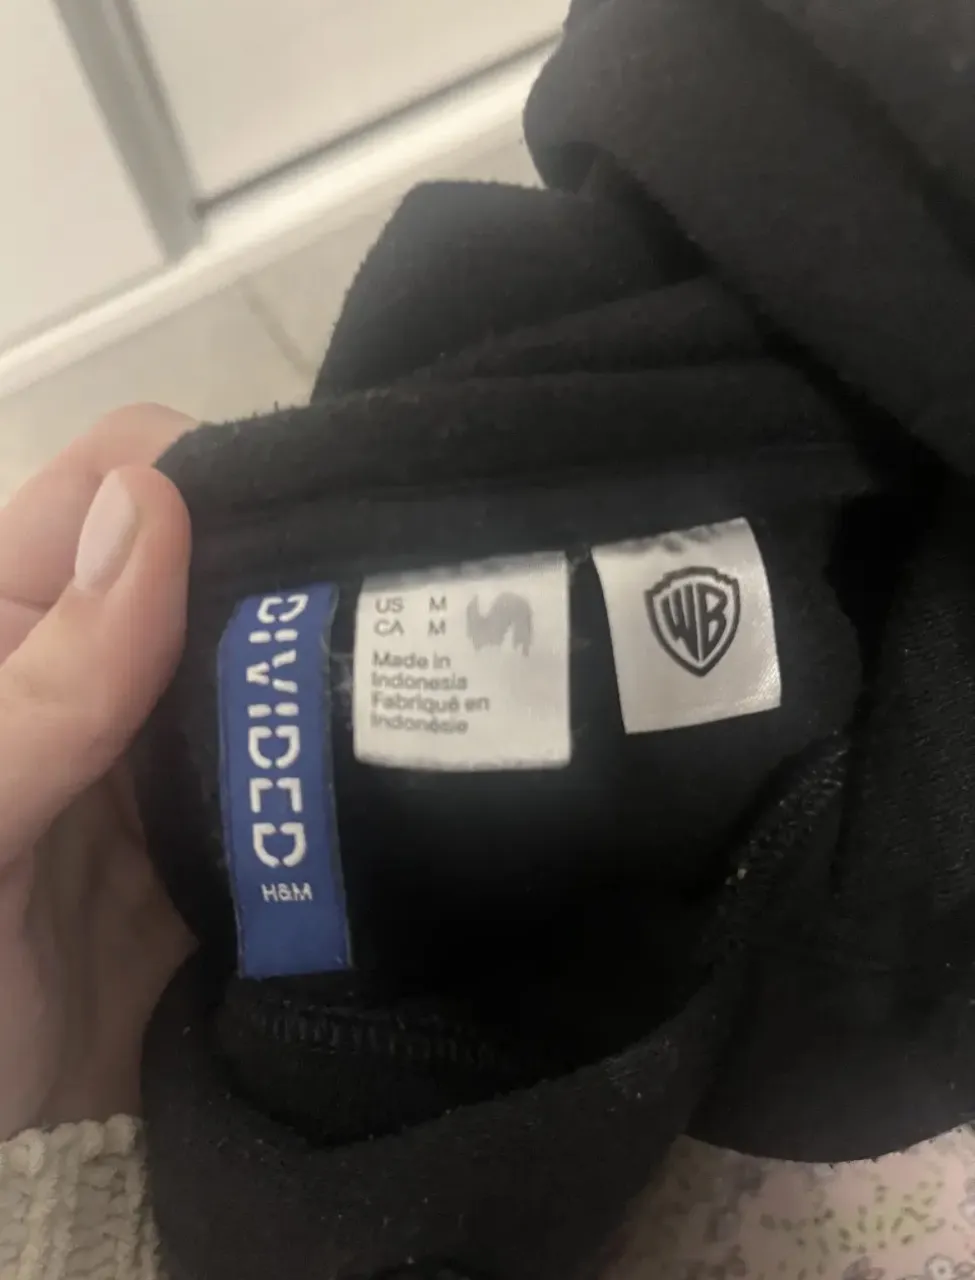 DIVIDED
H&M
US M
CA M
Made in
Indonesia
Fabriqué en
Indonésie
WB